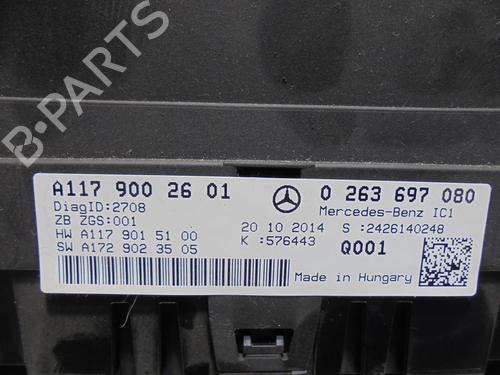 B-PARTS
A117 900 26 01
0 263 697 080
DiagID:2708
Mercedes-Benz IC1
ZB ZGS:001
20 10 2014
S :2426140248
HW A117 901 51 00
K :576443
Q001
SW A172 902 35 05
Made in Hungary